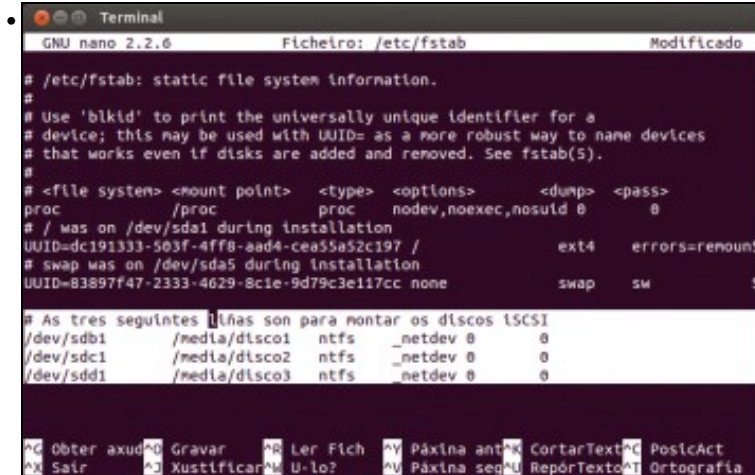 Terminal
GNU nano 2.2.6 Ficheiro: /etc/fstab Modificado
# /etc/fstab: static file system information.
#
# Use 'blkid' to print the universally unique identifier for a
# device; this may be used with UUID= as a more robust way to name devices
# that works even if disks are added and removed. See fstab(5).
#
# <file system> <mount point> <type> <options> <dump> <pass>
proc /proc proc nodev,noexec,nosuid 0 0
# / was on /dev/sda1 during installation
UUID=dc191333-503f-4ff8-aad4-cea55a52c197 / ext4 errors=remoun$
# swap was on /dev/sda5 during installation
UUID=83897f47-2333-4629-8c1e-9d79c3e117cc none swap sw
# As tres seguintes liñas son para montar os discos iSCSI
/dev/sdb1 /media/disco1 ntfs _netdev 0 0
/dev/sdc1 /media/disco2 ntfs _netdev 0 0
/dev/sdd1 /media/disco3 ntfs _netdev 0 0
^G Obter axud^O Gravar ^R Ler Fich ^Y Páxina ant^K CortarText^C PosicAct
^X Sair ^J Xustificar^W U-lo? ^V Páxina seg^U RepórTexto^T Ortografía